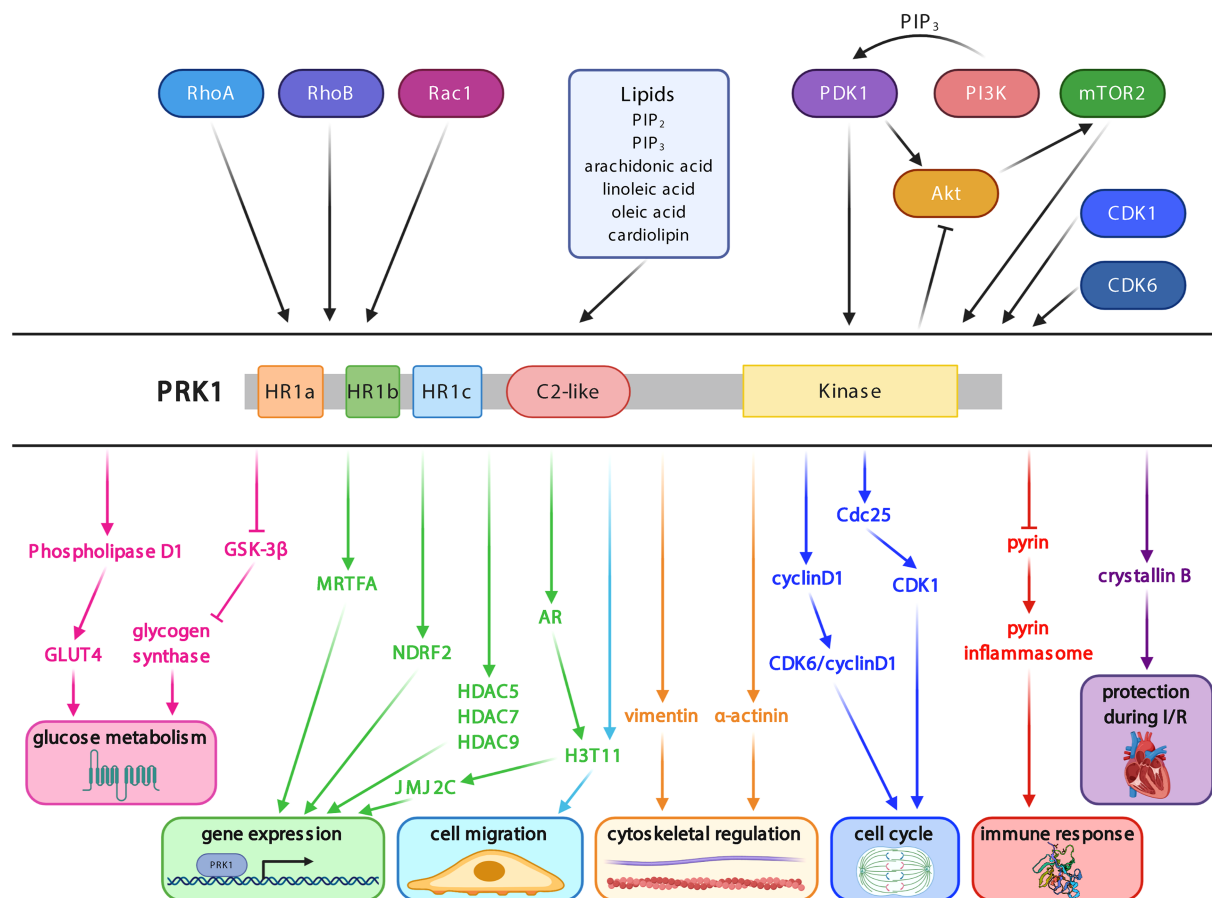 PIP₃
RhoA
RhoB
Rac1
Lipids
PIP₂
PIP₃
arachidonic acid
linoleic acid
oleic acid
cardiolipin
PDK1
PI3K
mTOR2
Akt
CDK1
CDK6
PRK1
HR1a
HR1b
HR1c
C2-like
Kinase
Phospholipase D1
GSK-3β
MRTFA
GLUT4
glycogen
synthase
NDRF2
HDAC5
HDAC7
HDAC9
AR
H3T11
JMJ2C
vimentin
α-actinin
cyclinD1
CDK6/cyclinD1
Cdc25
CDK1
pyrin
pyrin
inflammasome
crystallin B
protection
during I/R
glucose metabolism
gene expression
PRK1
cell migration
cytoskeletal regulation
cell cycle
immune response